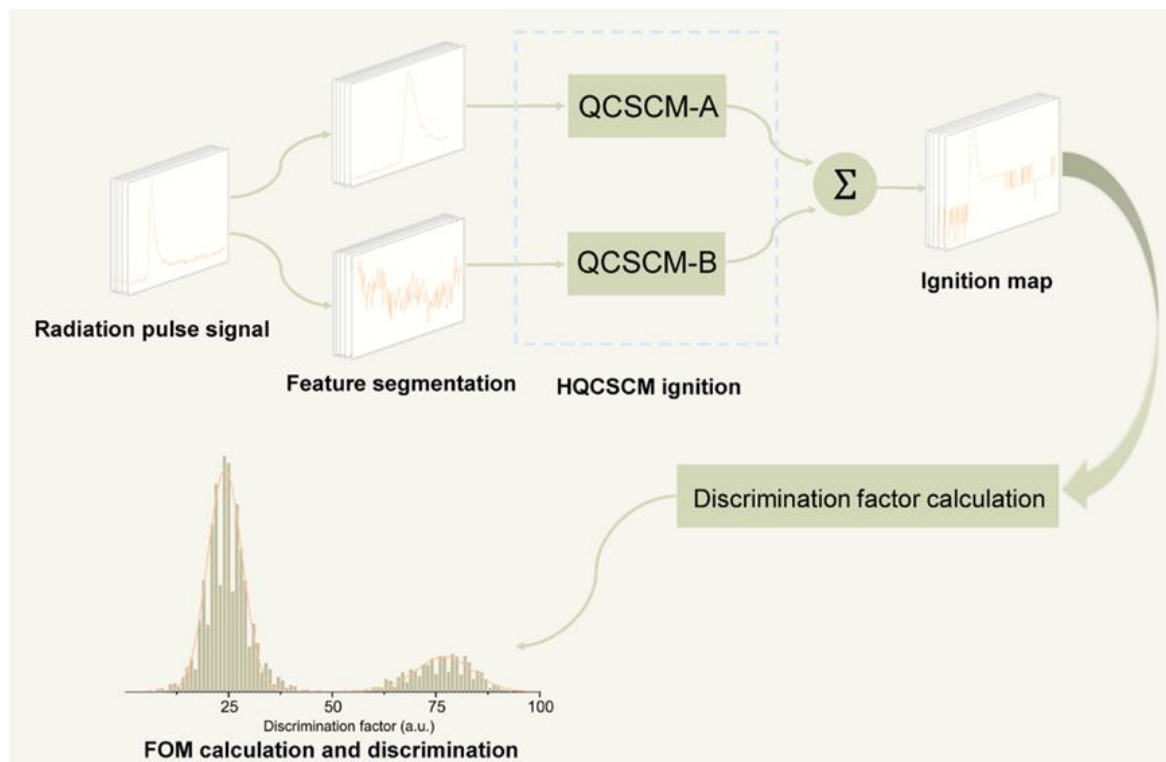 QCSCM-A
Σ
QCSCM-B
Ignition map
Radiation pulse signal
Feature segmentation
HQCSCM ignition
Discrimination factor calculation
25 50 75 100
Discrimination factor (a.u.)
FOM calculation and discrimination